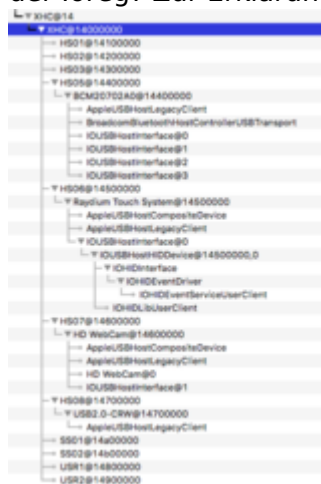 der Ioreg? Zur Erklärun
XHC@14
XHC@14000000
HS01@14100000
HS02@14200000
HS03@14300000
HS05@14400000
BCM20702A0@14400000
AppleUSBHostLegacyClient
BroadcomBluetoothHostControllerUSBTransport
IOUSBHostInterface@0
IOUSBHostInterface@1
IOUSBHostInterface@2
IOUSBHostInterface@3
HS06@14500000
Raydium Touch System@14500000
AppleUSBHostCompositeDevice
AppleUSBHostLegacyClient
IOUSBHostInterface@0
IOUSBHostHIDDevice@14500000,0
IOHIDInterface
IOHIDEventDriver
IOHIDEventServiceUserClient
IOHIDLibUserClient
HS07@14600000
HD WebCam@14600000
AppleUSBHostCompositeDevice
AppleUSBHostLegacyClient
HD WebCam@0
IOUSBHostInterface@1
HS08@14700000
USB2.0-CRW@14700000
AppleUSBHostLegacyClient
SS01@14a00000
SS02@14b00000
USR1@14800000
USR2@14900000